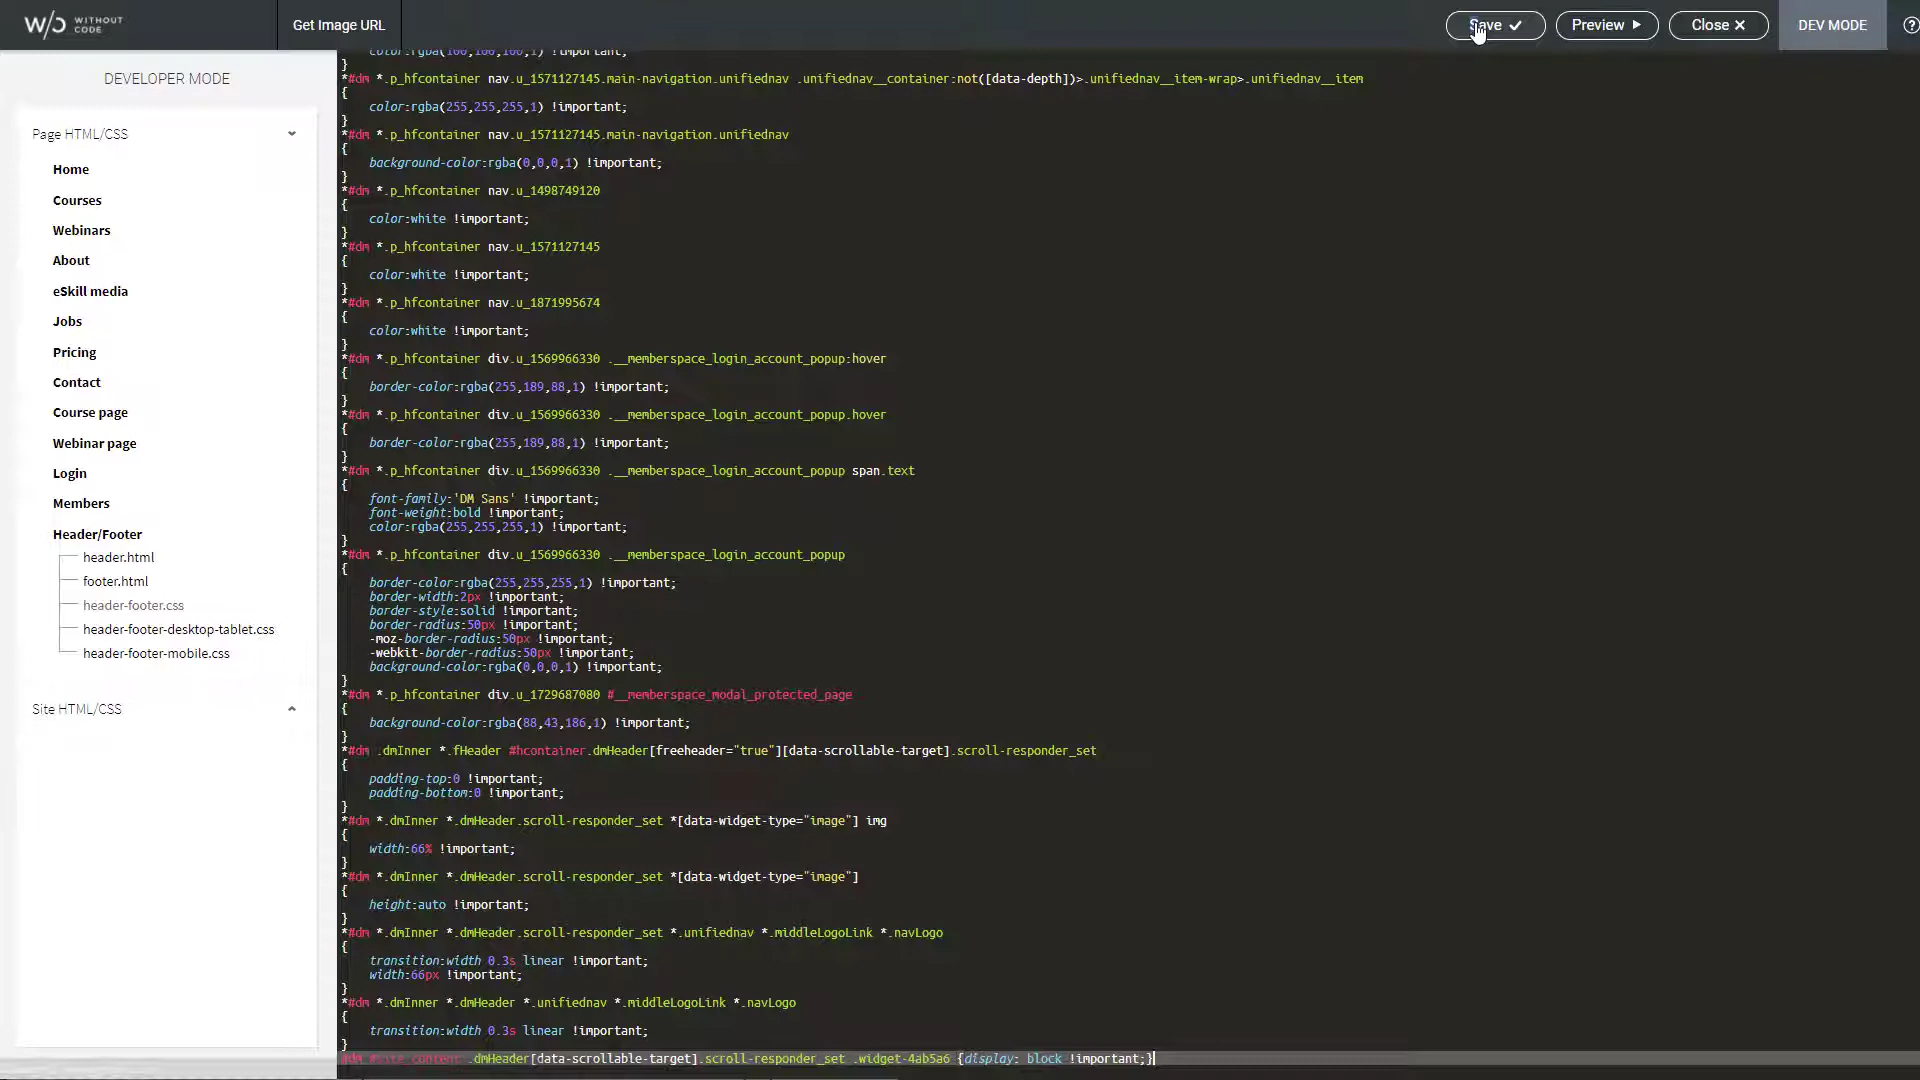 W/O WITHOUT CODE
Get Image URL
Save
Preview
Close
DEV MODE
DEVELOPER MODE
Page HTML/CSS
Home
Courses
Webinars
About
eSkill media
Jobs
Pricing
Contact
Course page
Webinar page
Login
Members
Header/Footer
header.html
footer.html
header-footer.css
header-footer-desktop-tablet.css
header-footer-mobile.css
Site HTML/CSS
color:rgba(100,100,100,1) !important;
}
*#dm *.p_hfcontainer nav.u_1571127145.main-navigation.unifiednav .unifiednav__container:not([data-depth])>.unifiednav__item-wrap>.unifiednav__item
{
color:rgba(255,255,255,1) !important;
}
*#dm *.p_hfcontainer nav.u_1571127145.main-navigation.unifiednav
{
background-color:rgba(0,0,0,1) !important;
}
*#dm *.p_hfcontainer nav.u_1498749120
{
color:white !important;
}
*#dm *.p_hfcontainer nav.u_1571127145
{
color:white !important;
}
*#dm *.p_hfcontainer nav.u_1871995674
{
color:white !important;
}
*#dm *.p_hfcontainer div.u_1569966330 .__memberspace_login_account_popup:hover
{
border-color:rgba(255,189,88,1) !important;
}
*#dm *.p_hfcontainer div.u_1569966330 .__memberspace_login_account_popup.hover
{
border-color:rgba(255,189,88,1) !important;
}
*#dm *.p_hfcontainer div.u_1569966330 .__memberspace_login_account_popup span.text
{
font-family:'DM Sans' !important;
font-weight:bold !important;
color:rgba(255,255,255,1) !important;
}
*#dm *.p_hfcontainer div.u_1569966330 .__memberspace_login_account_popup
{
border-color:rgba(255,255,255,1) !important;
border-width:2px !important;
border-style:solid !important;
border-radius:50px !important;
-moz-border-radius:50px !important;
-webkit-border-radius:50px !important;
background-color:rgba(0,0,0,1) !important;
}
*#dm *.p_hfcontainer div.u_1729687080 #__memberspace_modal_protected_page
{
background-color:rgba(88,43,186,1) !important;
}
*#dm .dmInner *.fHeader #hcontainer.dmHeader[freeheader="true"][data-scrollable-target].scroll-responder_set
{
padding-top:0 !important;
padding-bottom:0 !important;
}
*#dm *.dmInner *.dmHeader.scroll-responder_set *[data-widget-type="image"] img
{
width:66% !important;
}
*#dm *.dmInner *.dmHeader.scroll-responder_set *[data-widget-type="image"]
{
height:auto !important;
}
*#dm *.dmInner *.dmHeader.scroll-responder_set *.unifiednav *.middleLogoLink *.navLogo
{
transition:width 0.3s linear !important;
width:66px !important;
}
*#dm *.dmInner *.dmHeader *.unifiednav *.middleLogoLink *.navLogo
{
transition:width 0.3s linear !important;
}
#dm #site_content .dmHeader[data-scrollable-target].scroll-responder_set .widget-4ab5a6 {display: block !important;}